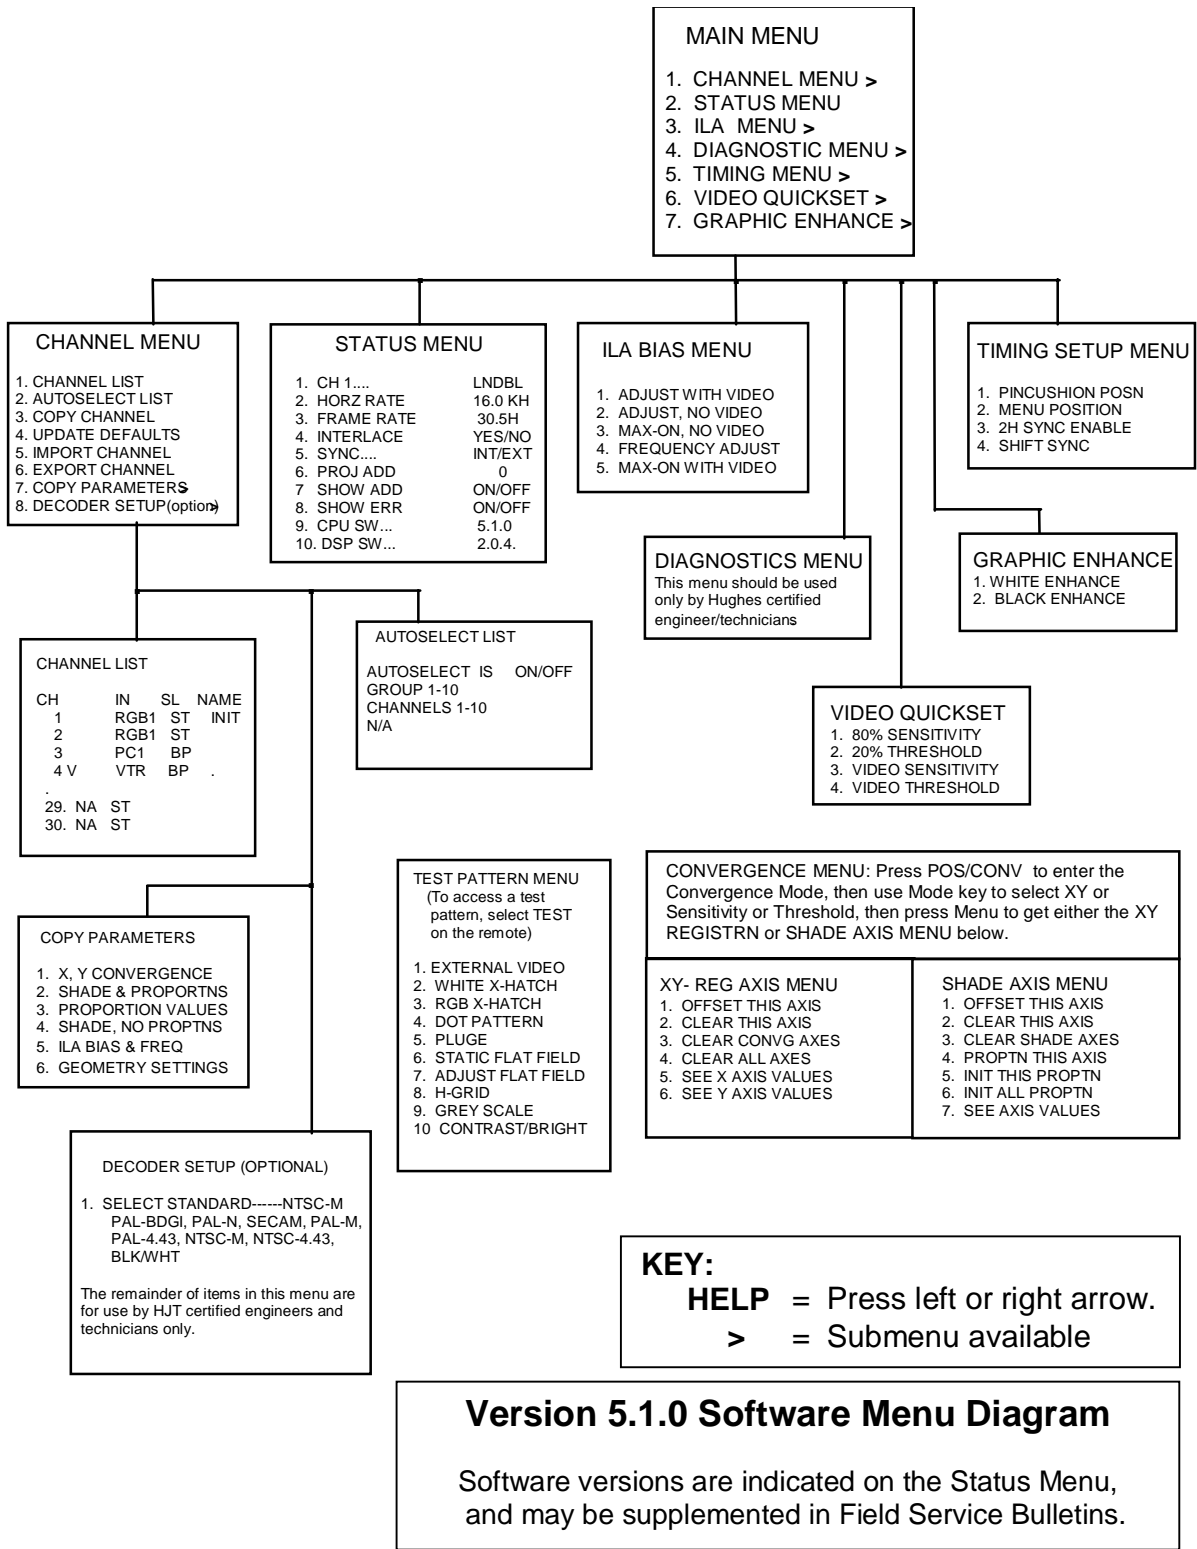 MAIN MENU
1. CHANNEL MENU >
2. STATUS MENU
3. ILA MENU >
4. DIAGNOSTIC MENU >
5. TIMING MENU >
6. VIDEO QUICKSET >
7. GRAPHIC ENHANCE >
CHANNEL MENU
1. CHANNEL LIST
2. AUTOSELECT LIST
3. COPY CHANNEL
4. UPDATE DEFAULTS
5. IMPORT CHANNEL
6. EXPORT CHANNEL
7. COPY PARAMETERS>
8. DECODER SETUP(option)>
STATUS MENU
1. CH 1.... LNDBL
2. HORZ RATE 16.0 KH
3. FRAME RATE 30.5H
4. INTERLACE YES/NO
5. SYNC.... INT/EXT
6. PROJ ADD 0
7 SHOW ADD ON/OFF
8. SHOW ERR ON/OFF
9. CPU SW... 5.1.0
10. DSP SW... 2.0.4.
ILA BIAS MENU
1. ADJUST WITH VIDEO
2. ADJUST, NO VIDEO
3. MAX-ON, NO VIDEO
4. FREQUENCY ADJUST
5. MAX-ON WITH VIDEO
TIMING SETUP MENU
1. PINCUSHION POSN
2. MENU POSITION
3. 2H SYNC ENABLE
4. SHIFT SYNC
DIAGNOSTICS MENU
This menu should be used
only by Hughes certified
engineer/technicians
GRAPHIC ENHANCE
1. WHITE ENHANCE
2. BLACK ENHANCE
CHANNEL LIST
CH IN SL NAME
1 RGB1 ST INIT
2 RGB1 ST
3 PC1 BP
4 V VTR BP .
.
29. NA ST
30. NA ST
AUTOSELECT LIST
AUTOSELECT IS ON/OFF
GROUP 1-10
CHANNELS 1-10
N/A
VIDEO QUICKSET
1. 80% SENSITIVITY
2. 20% THRESHOLD
3. VIDEO SENSITIVITY
4. VIDEO THRESHOLD
COPY PARAMETERS
1. X, Y CONVERGENCE
2. SHADE & PROPORTNS
3. PROPORTION VALUES
4. SHADE, NO PROPTNS
5. ILA BIAS & FREQ
6. GEOMETRY SETTINGS
TEST PATTERN MENU
(To access a test
pattern, select TEST
on the remote)
1. EXTERNAL VIDEO
2. WHITE X-HATCH
3. RGB X-HATCH
4. DOT PATTERN
5. PLUGE
6. STATIC FLAT FIELD
7. ADJUST FLAT FIELD
8. H-GRID
9. GREY SCALE
10 CONTRAST/BRIGHT
CONVERGENCE MENU: Press POS/CONV to enter the
Convergence Mode, then use Mode key to select XY or
Sensitivity or Threshold, then press Menu to get either the XY
REGISTRN or SHADE AXIS MENU below.
XY- REG AXIS MENU
1. OFFSET THIS AXIS
2. CLEAR THIS AXIS
3. CLEAR CONVG AXES
4. CLEAR ALL AXES
5. SEE X AXIS VALUES
6. SEE Y AXIS VALUES
SHADE AXIS MENU
1. OFFSET THIS AXIS
2. CLEAR THIS AXIS
3. CLEAR SHADE AXES
4. PROPTN THIS AXIS
5. INIT THIS PROPTN
6. INIT ALL PROPTN
7. SEE AXIS VALUES
DECODER SETUP (OPTIONAL)
1. SELECT STANDARD------NTSC-M
PAL-BDGI, PAL-N, SECAM, PAL-M,
PAL-4.43, NTSC-M, NTSC-4.43,
BLK/WHT
The remainder of items in this menu are
for use by HJT certified engineers and
technicians only.
KEY:
HELP = Press left or right arrow.
> = Submenu available
Version 5.1.0 Software Menu Diagram
Software versions are indicated on the Status Menu,
and may be supplemented in Field Service Bulletins.